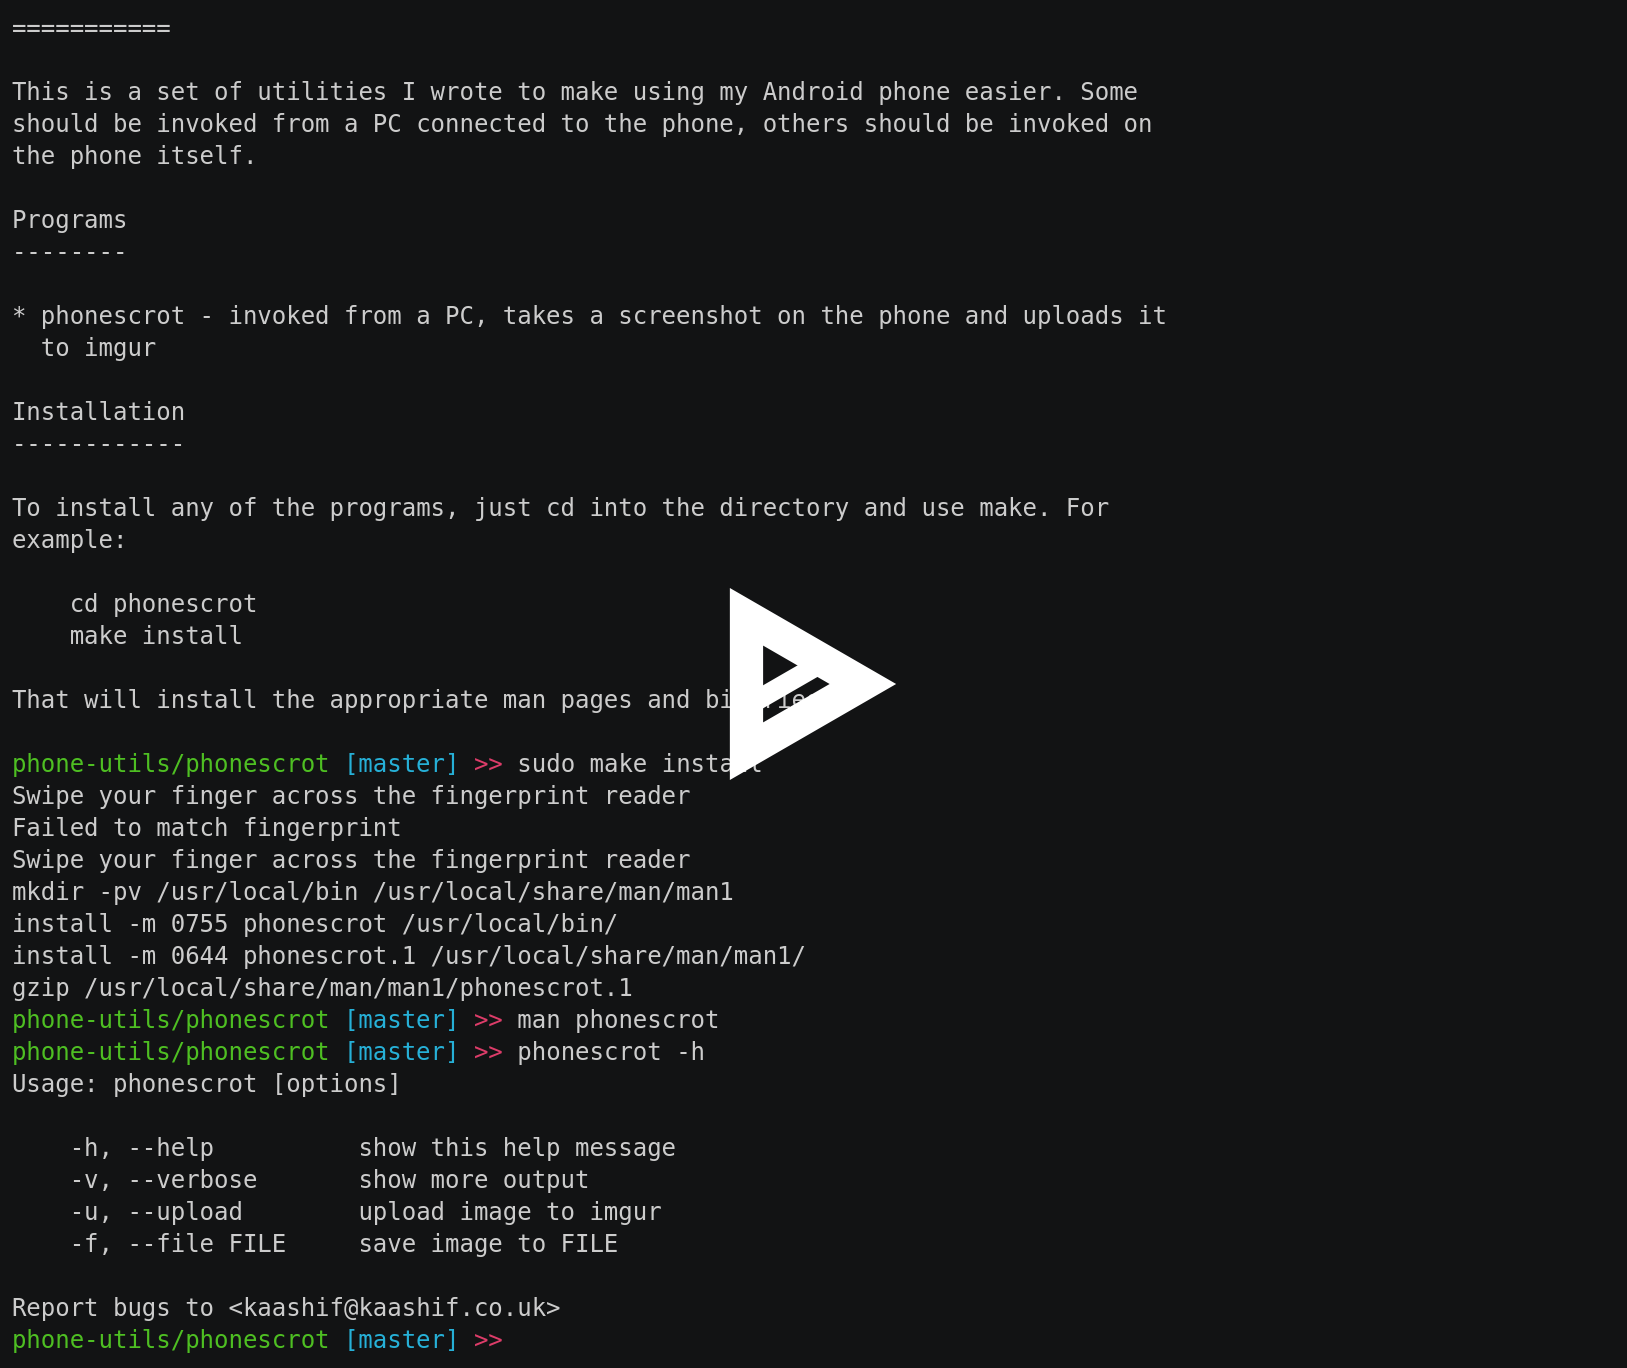 ===========

This is a set of utilities I wrote to make using my Android phone easier. Some
should be invoked from a PC connected to the phone, others should be invoked on
the phone itself.

Programs
--------

* phonescrot - invoked from a PC, takes a screenshot on the phone and uploads it
  to imgur

Installation
------------

To install any of the programs, just cd into the directory and use make. For
example:

    cd phonescrot
    make install

That will install the appropriate man pages and

phone-utils/phonescrot [master] >> sudo make install
Swipe your finger across the fingerprint reader
Failed to match fingerprint
Swipe your finger across the fingerprint reader
mkdir -pv /usr/local/bin /usr/local/share/man/man1
install -m 0755 phonescrot /usr/local/bin/
install -m 0644 phonescrot.1 /usr/local/share/man/man1/
gzip /usr/local/share/man/man1/phonescrot.1
phone-utils/phonescrot [master] >> man phonescrot
phone-utils/phonescrot [master] >> phonescrot -h
Usage: phonescrot [options]

    -h, --help          show this help message
    -v, --verbose       show more output
    -u, --upload        upload image to imgur
    -f, --file FILE     save image to FILE

Report bugs to <kaashif@kaashif.co.uk>
phone-utils/phonescrot [master] >>